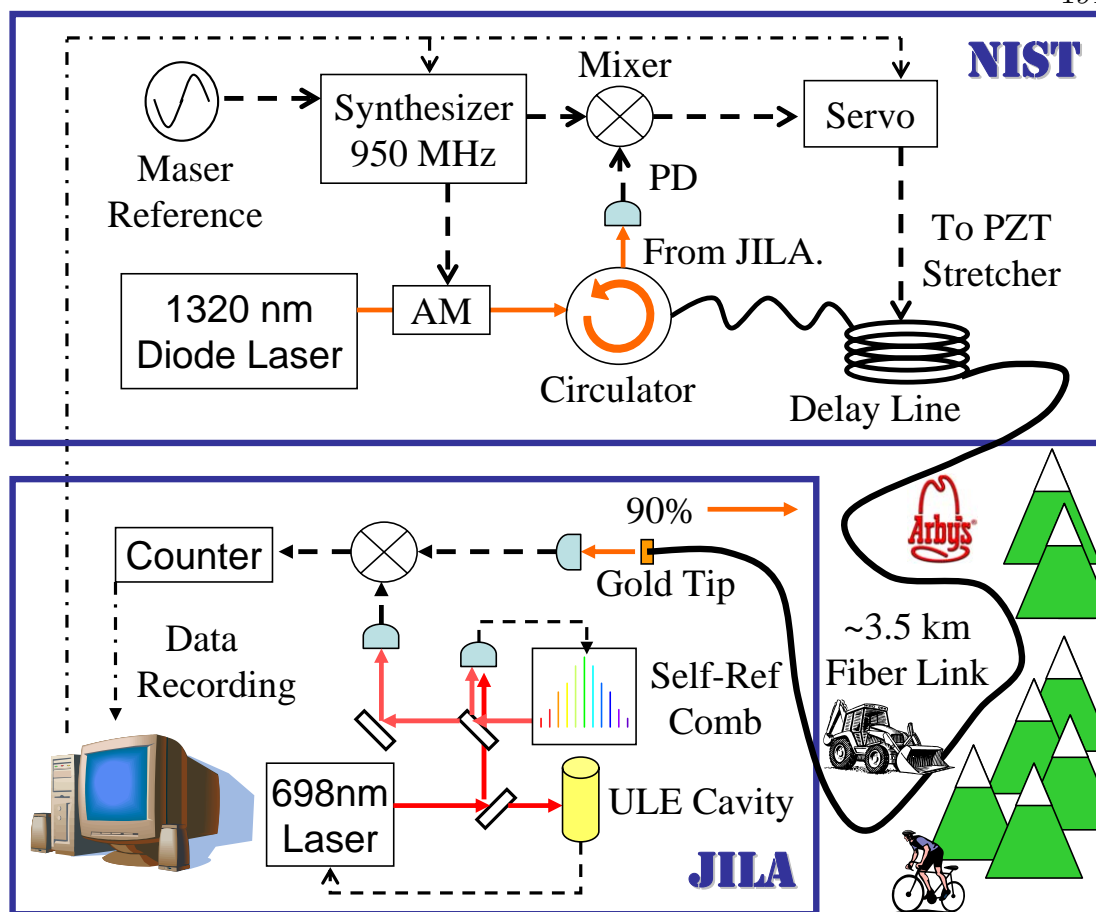 NIST
Mixer
Synthesizer
950 MHz
Servo
Maser
Reference
PD
To PZT
Stretcher
From JILA.
1320 nm
Diode Laser
AM
Circulator
Delay Line
90%
Arby's®
Counter
Gold Tip
~3.5 km
Fiber Link
Data
Recording
Self-Ref
Comb
698nm
Laser
ULE Cavity
JILA